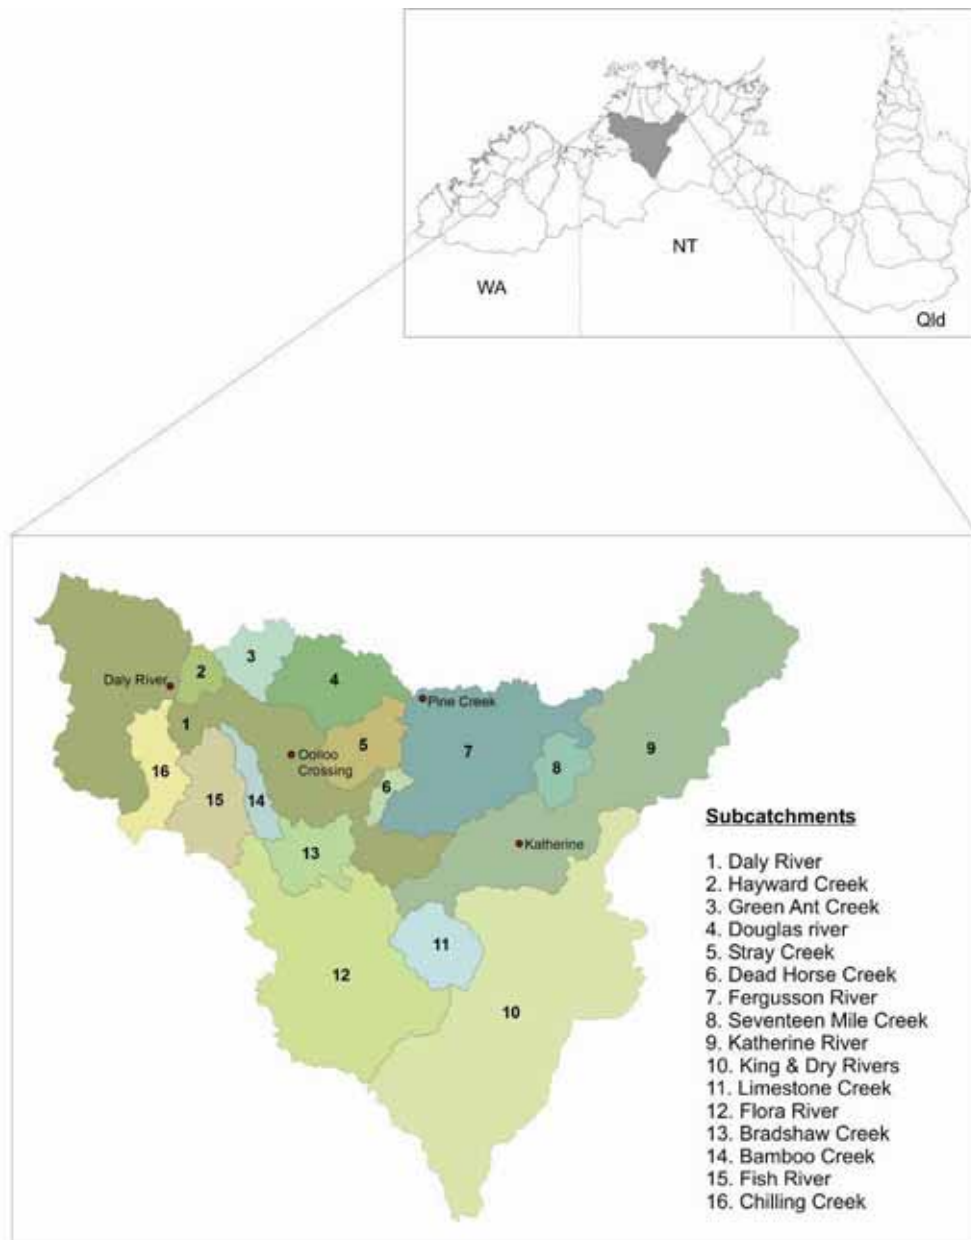 WA
NT
Qld
Daly River
Pine Creek
Oolloo
Crossing
Katherine
1
2
3
4
5
6
7
8
9
10
11
12
13
14
15
16
Subcatchments
1. Daly River
2. Hayward Creek
3. Green Ant Creek
4. Douglas river
5. Stray Creek
6. Dead Horse Creek
7. Fergusson River
8. Seventeen Mile Creek
9. Katherine River
10. King & Dry Rivers
11. Limestone Creek
12. Flora River
13. Bradshaw Creek
14. Bamboo Creek
15. Fish River
16. Chilling Creek